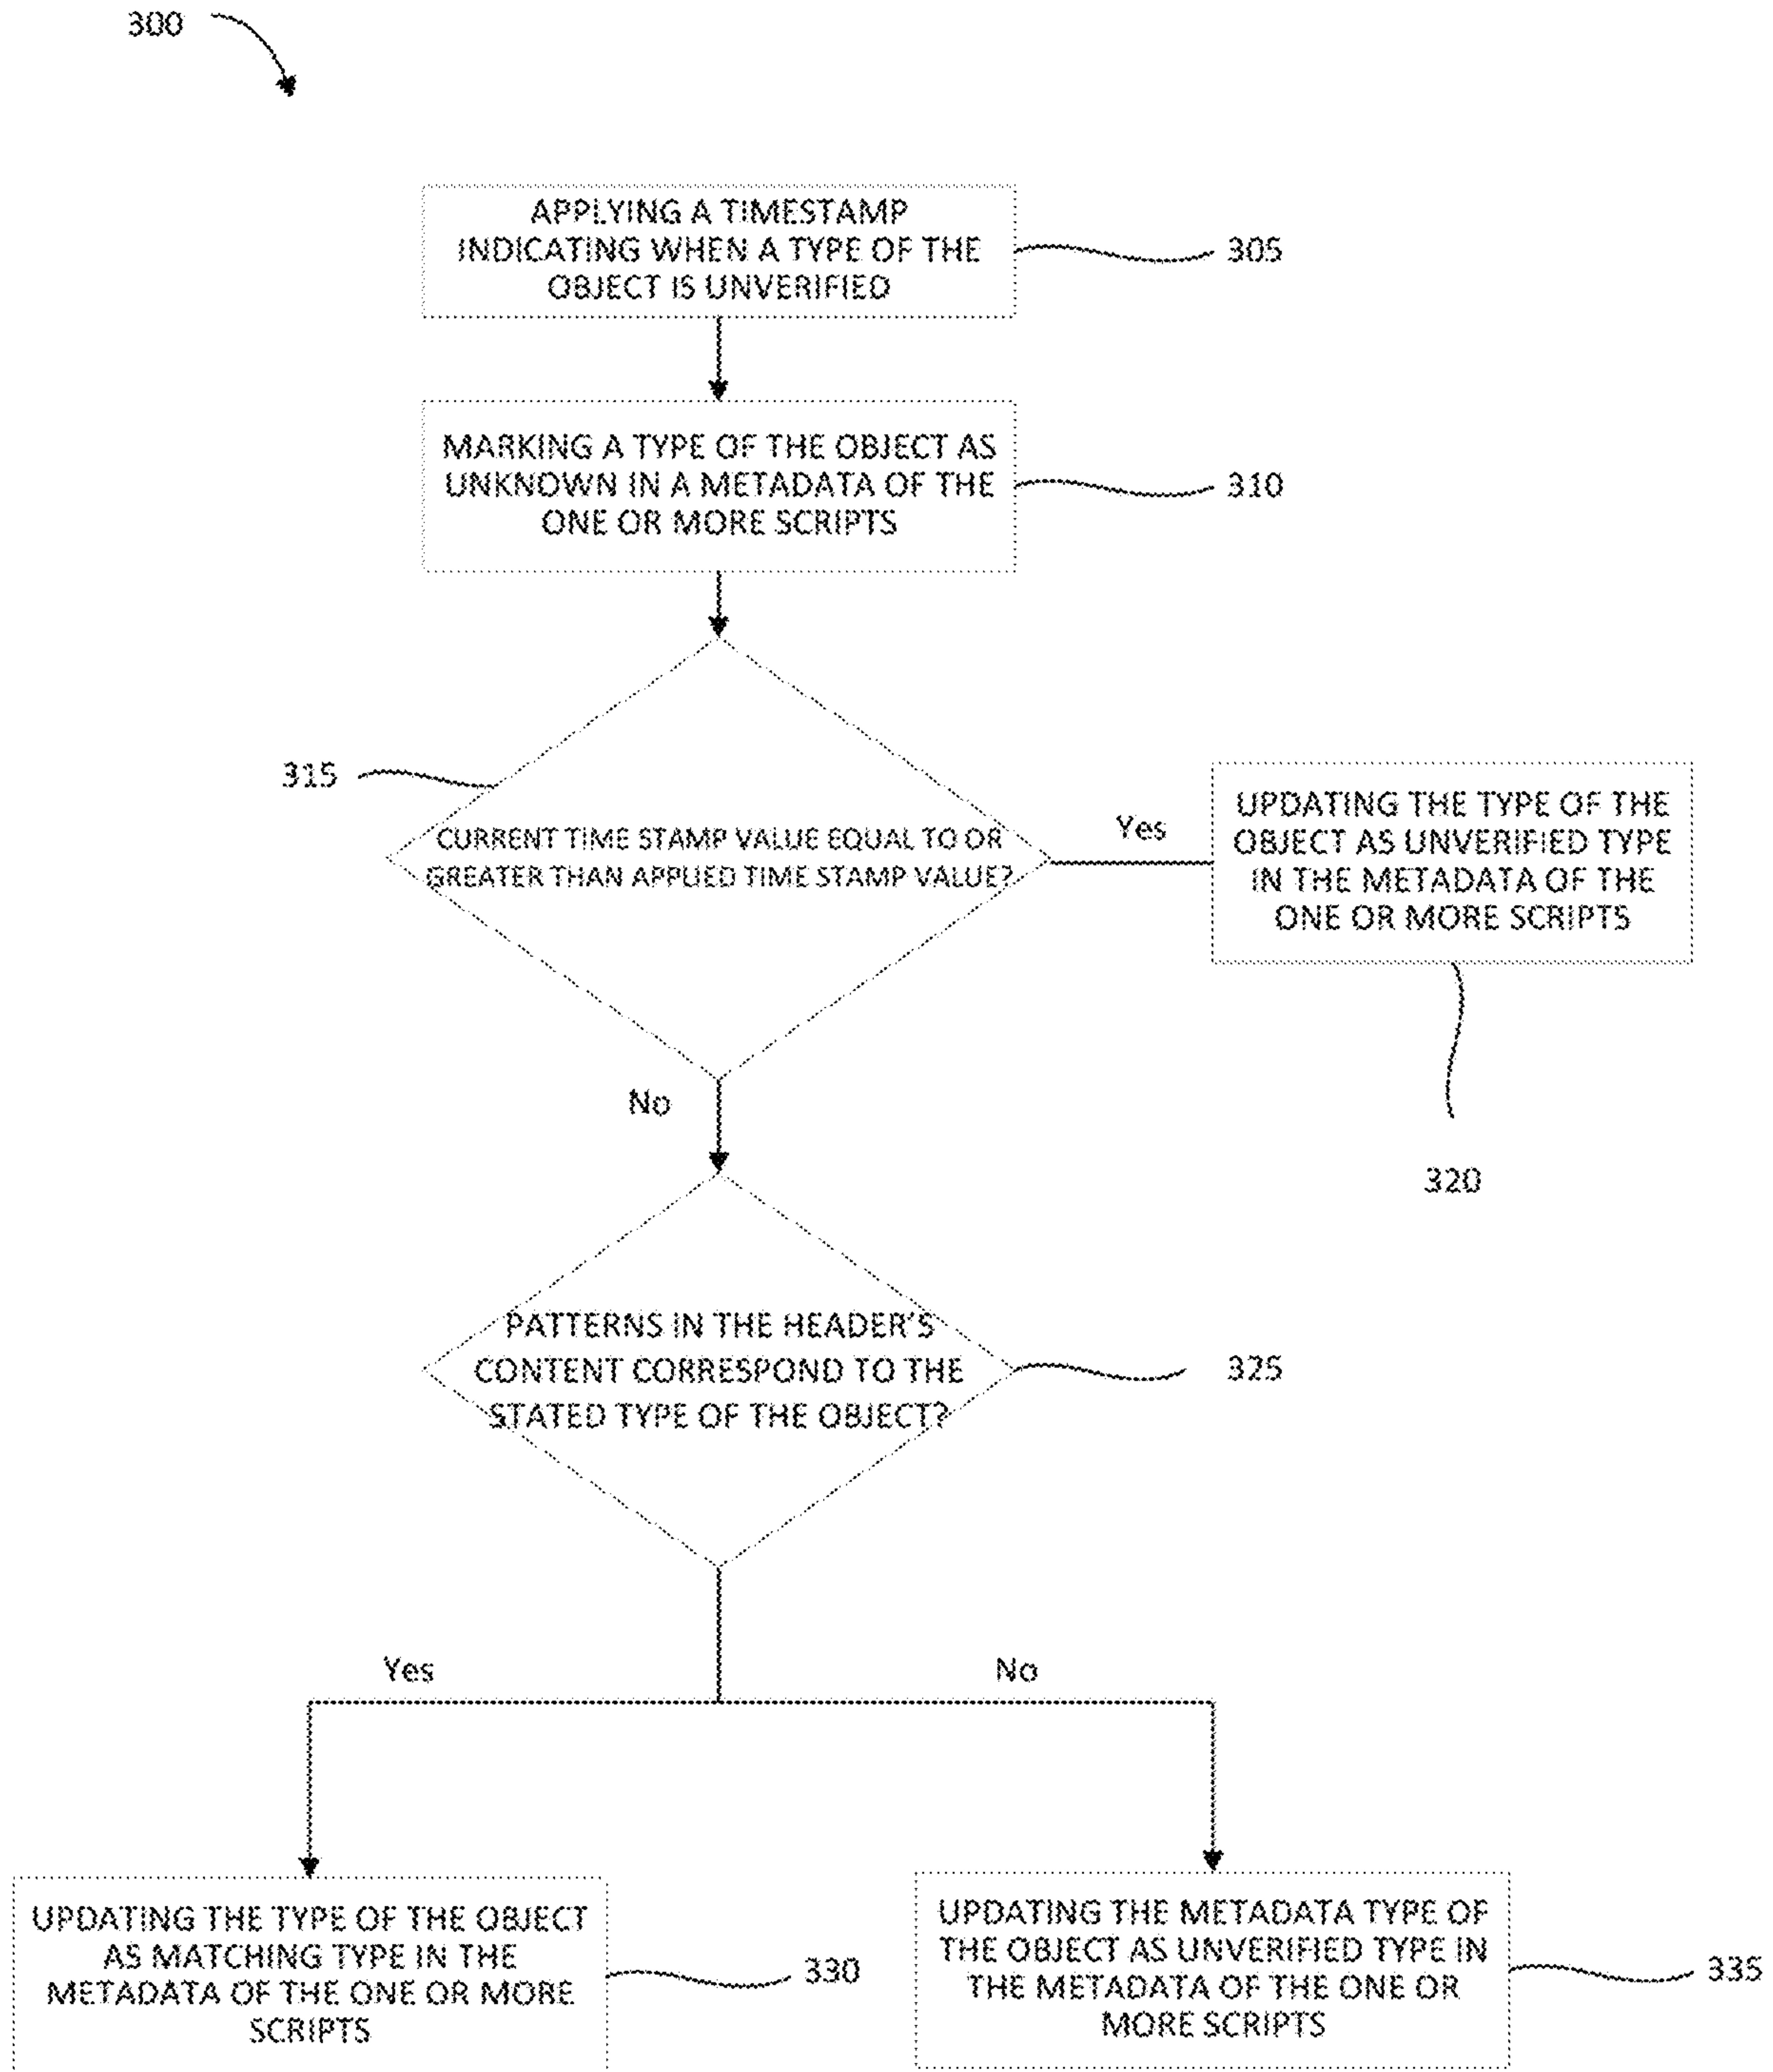 300
APPLYING A TIMESTAMP
INDICATING WHEN A TYPE OF THE
OBJECT IS UNVERIFIED
305
MARKING A TYPE OF THE OBJECT AS
UNKNOWN IN A METADATA OF THE
ONE OR MORE SCRIPTS
310
315
CURRENT TIME STAMP VALUE EQUAL TO OR
GREATER THAN APPLIED TIME STAMP VALUE?
Yes
UPDATING THE TYPE OF THE
OBJECT AS UNVERIFIED TYPE
IN THE METADATA OF THE
ONE OR MORE SCRIPTS
320
No
PATTERNS IN THE HEADER'S
CONTENT CORRESPOND TO THE
STATED TYPE OF THE OBJECT?
325
Yes
No
UPDATING THE TYPE OF THE OBJECT
AS MATCHING TYPE IN THE
METADATA OF THE ONE OR MORE
SCRIPTS
330
UPDATING THE METADATA TYPE OF
THE OBJECT AS UNVERIFIED TYPE IN
THE METADATA OF THE ONE OR
MORE SCRIPTS
335